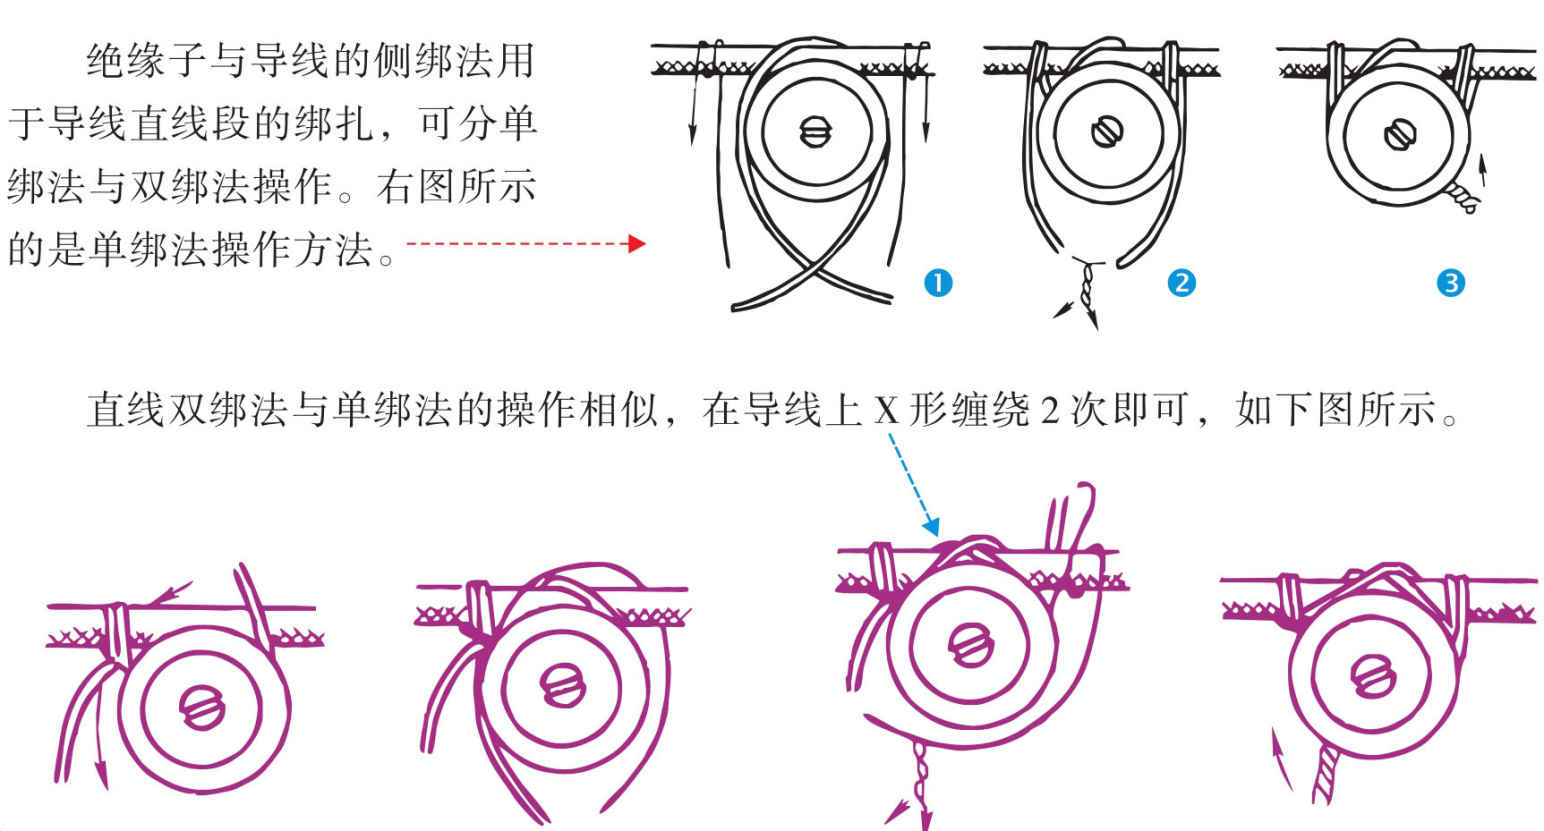 绝缘子与导线的侧绑法用
于导线直线段的绑扎，可分单
绑法与双绑法操作。右图所示
的是单绑法操作方法。
❶
❷
❸
直线双绑法与单绑法的操作相似，在导线上 X 形缠绕 2 次即可，如下图所示。